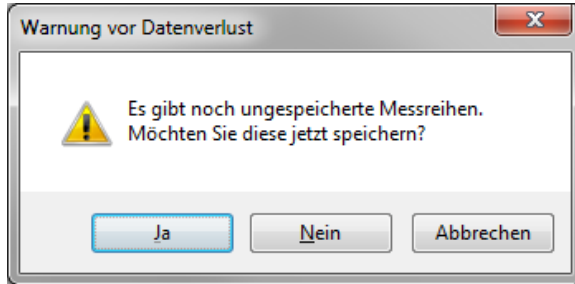 Warnung vor Datenverlust
Es gibt noch ungespeicherte Messreihen.
Möchten Sie diese jetzt speichern?
Ja Nein Abbrechen